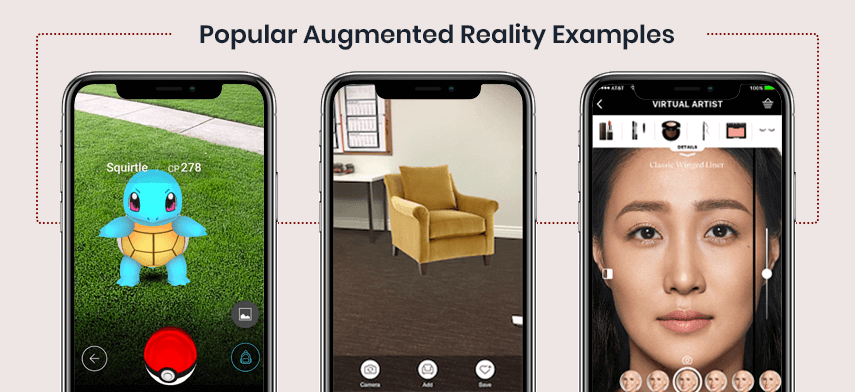 Popular Augmented Reality Examples
Squirtle CP 278
Camera
Add
Save
AT&T
100%
VIRTUAL ARTIST
DETAILS
Classic Winged Liner